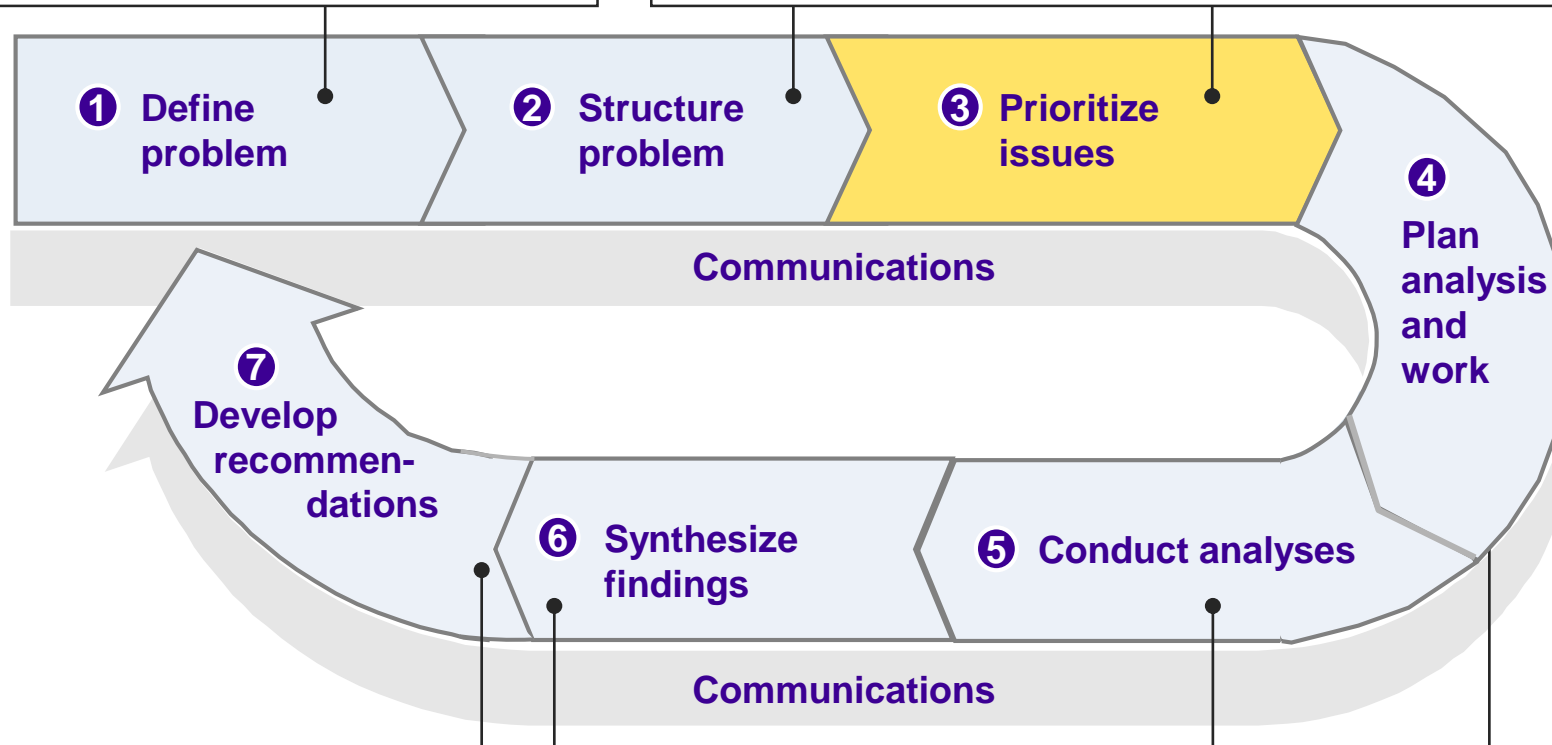 1 Define
problem
2 Structure
problem
3 Prioritize
issues
4
Plan
analysis
and
work
Communications
7
Develop
recommen-
dations
6 Synthesize
findings
5 Conduct analyses
Communications